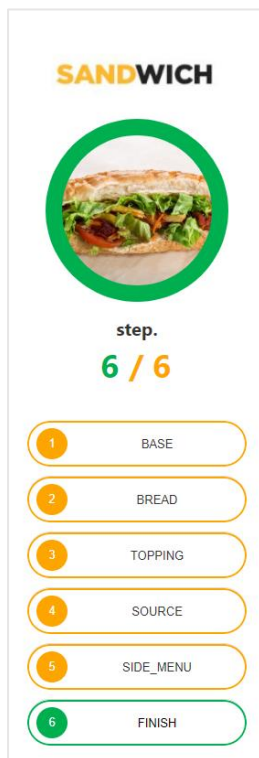 SANDWICH
step.
6 / 6
1 BASE
2 BREAD
3 TOPPING
4 SOURCE
5 SIDE_MENU
6 FINISH